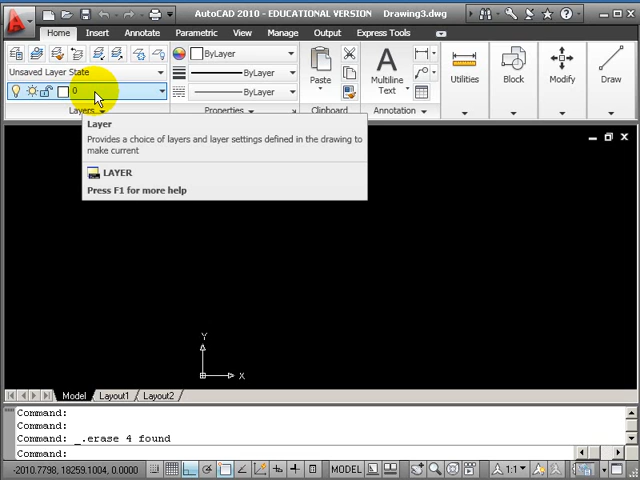 AutoCAD 2010 - EDUCATIONAL VERSION Drawing3.dwg
Home Insert Annotate Parametric View Manage Output Express Tools
Unsaved Layer State
0
Layers
ByLayer
ByLayer
ByLayer
Properties
Paste
Clipboard
A
Multiline
Text
Annotation
Utilities
Block
Modify
Draw
Layer
Provides a choice of layers and layer settings defined in the drawing to
make current
LAYER
Press F1 for more help
Y
X
Model Layout1 Layout2
Command:
Command:
Command: _.erase 4 found
Command:
-2010.7798, 18259.1004, 0.0000 MODEL 1:1